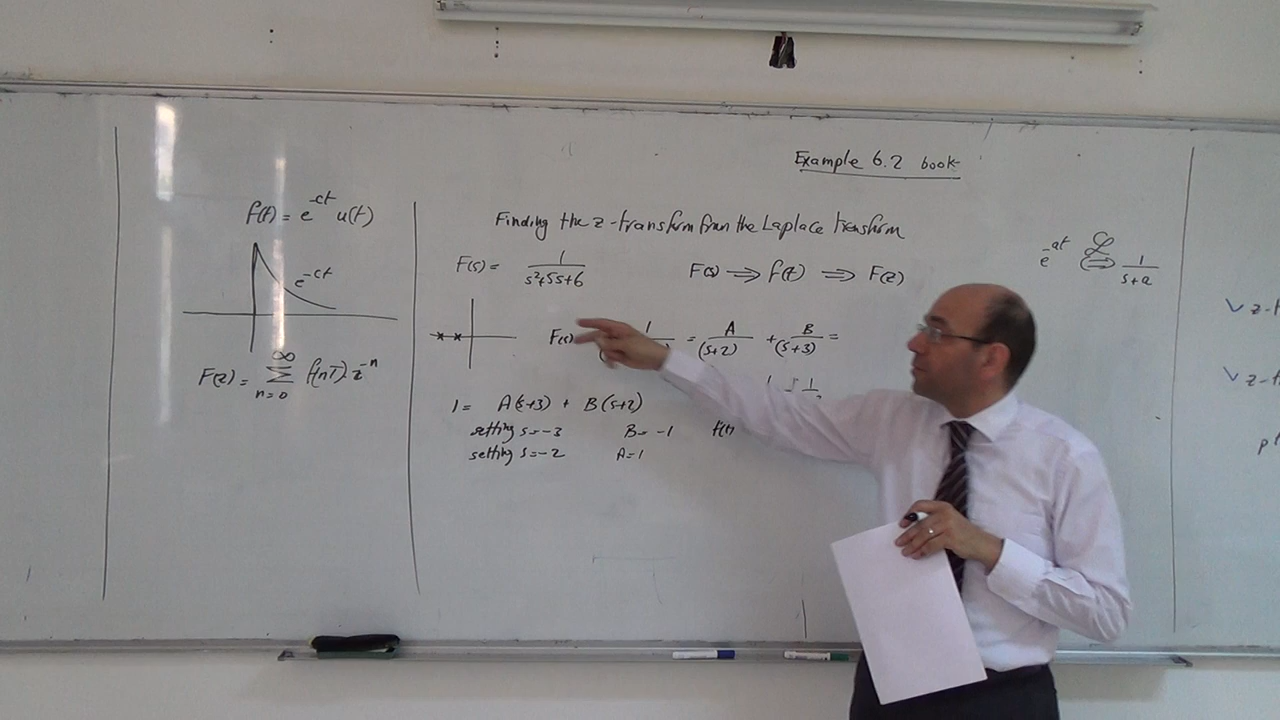 Example 6.2 book
f(t) = e^-ct u(t)
e^-ct
F(z) = ∞ Σ n=0 f(nT) z^-n
Finding the z-transform from the Laplace transform
F(s) = 1 / s²+5s+6
F(s) ⇒ f(t) ⇒ F(z)
F(s) 1 = A / (s+2) + B / (s+3) =
1 = A(s+3) + B(s+2)
setting s=-3 B=-1 f(t)
setting s=-2 A=1
e^-at ℒ ⇔ 1 / s+a